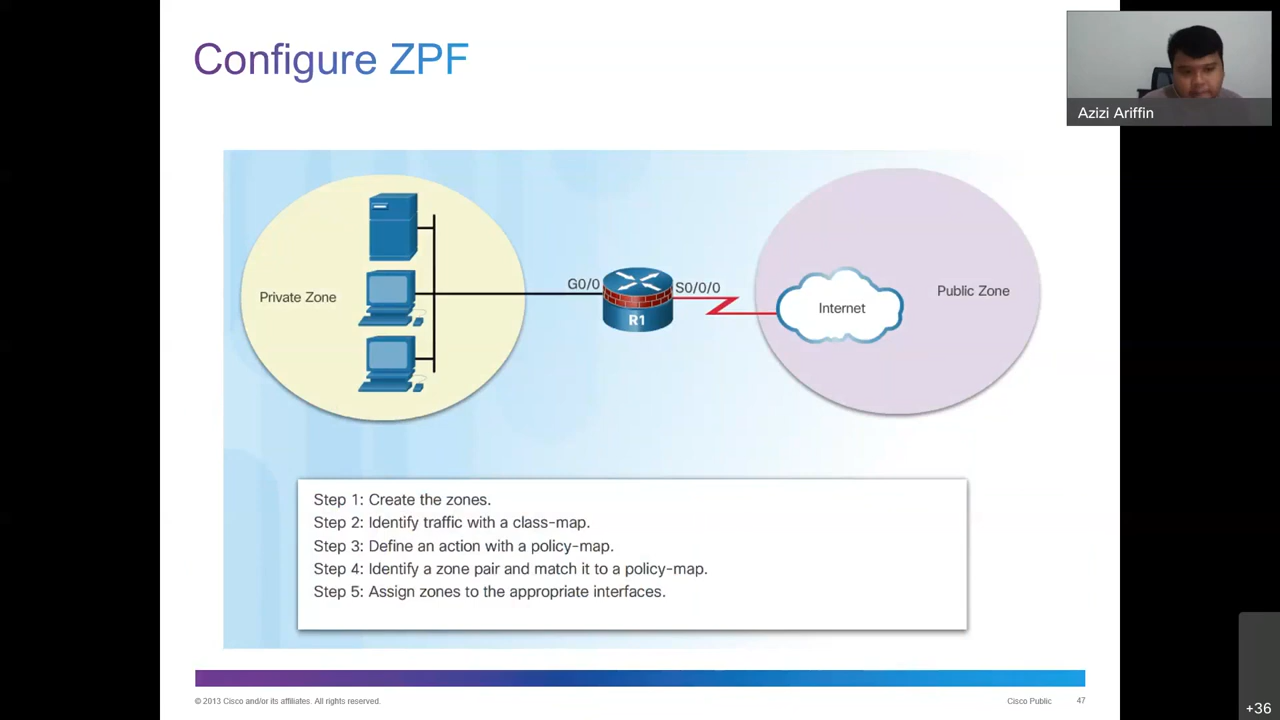 Configure ZPF
Azizi Ariffin
Private Zone
G0/0
R1
S0/0/0
Internet
Public Zone
Step 1: Create the zones.
Step 2: Identify traffic with a class-map.
Step 3: Define an action with a policy-map.
Step 4: Identify a zone pair and match it to a policy-map.
Step 5: Assign zones to the appropriate interfaces.
© 2013 Cisco and/or its affiliates. All rights reserved.
Cisco Public
47
+36